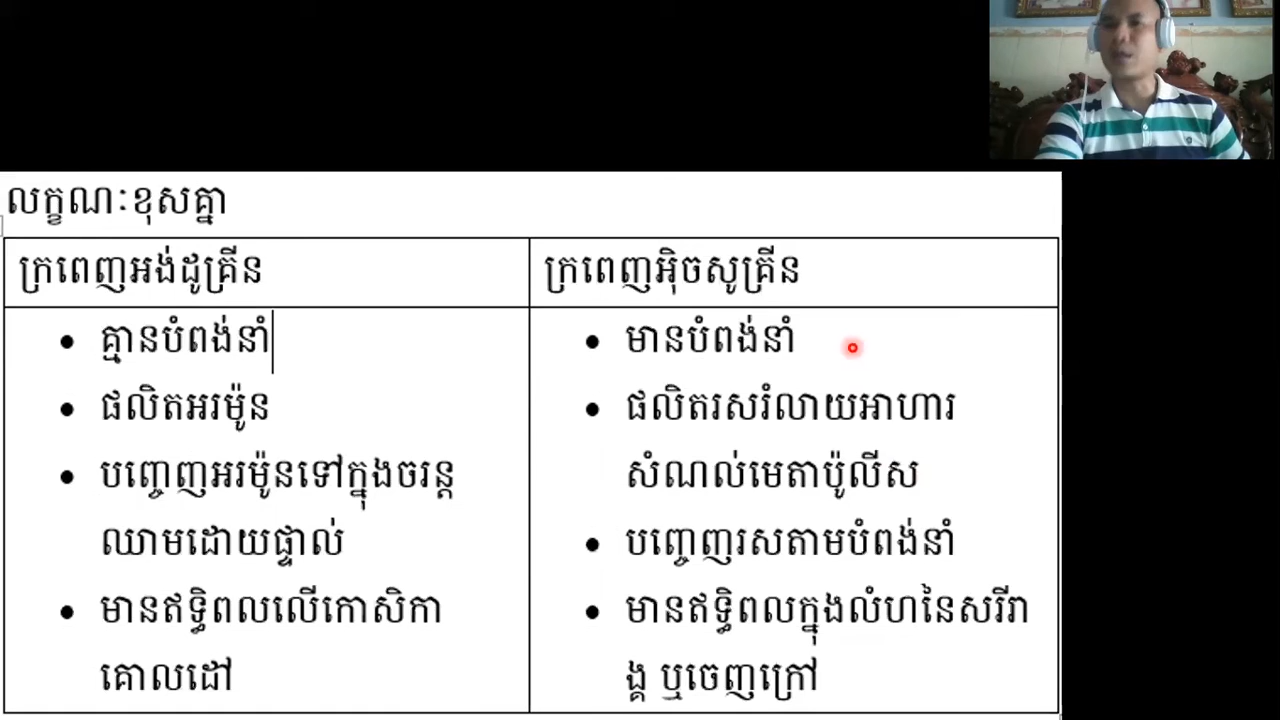 លក្ខណៈខុសគ្នា
ក្រពេញអង់ដូគ្រីន
គ្មានបំពង់នាំ
ផលិតអរម៉ូន
បញ្ចេញអរម៉ូនទៅក្នុងចរន្ត
ឈាមដោយផ្ទាល់
មានឥទ្ធិពលលើកោសិកា
គោលដៅ
ក្រពេញអ៊ិចសូគ្រីន
មានបំពង់នាំ
ផលិតរសរំលាយអាហារ
សំណល់មេតាប៉ូលីស
បញ្ចេញរសតាមបំពង់នាំ
មានឥទ្ធិពលក្នុងលំហនៃសរីរា
ង្គ ឬចេញក្រៅ